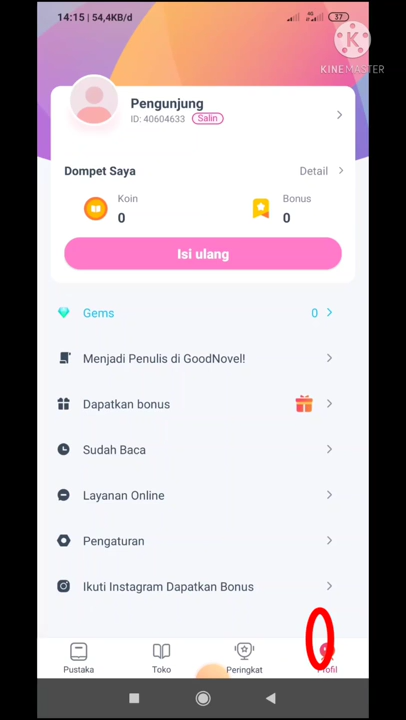 14:15 | 54,4KB/d
4G
37
K
KINEMASTER
Pengunjung
ID: 40604633 Salin
Dompet Saya Detail
Koin Bonus
0 0
Isi ulang
Gems 0
Menjadi Penulis di GoodNovel!
Dapatkan bonus
Sudah Baca
Layanan Online
Pengaturan
Ikuti Instagram Dapatkan Bonus
Pustaka Toko Peringkat Profil